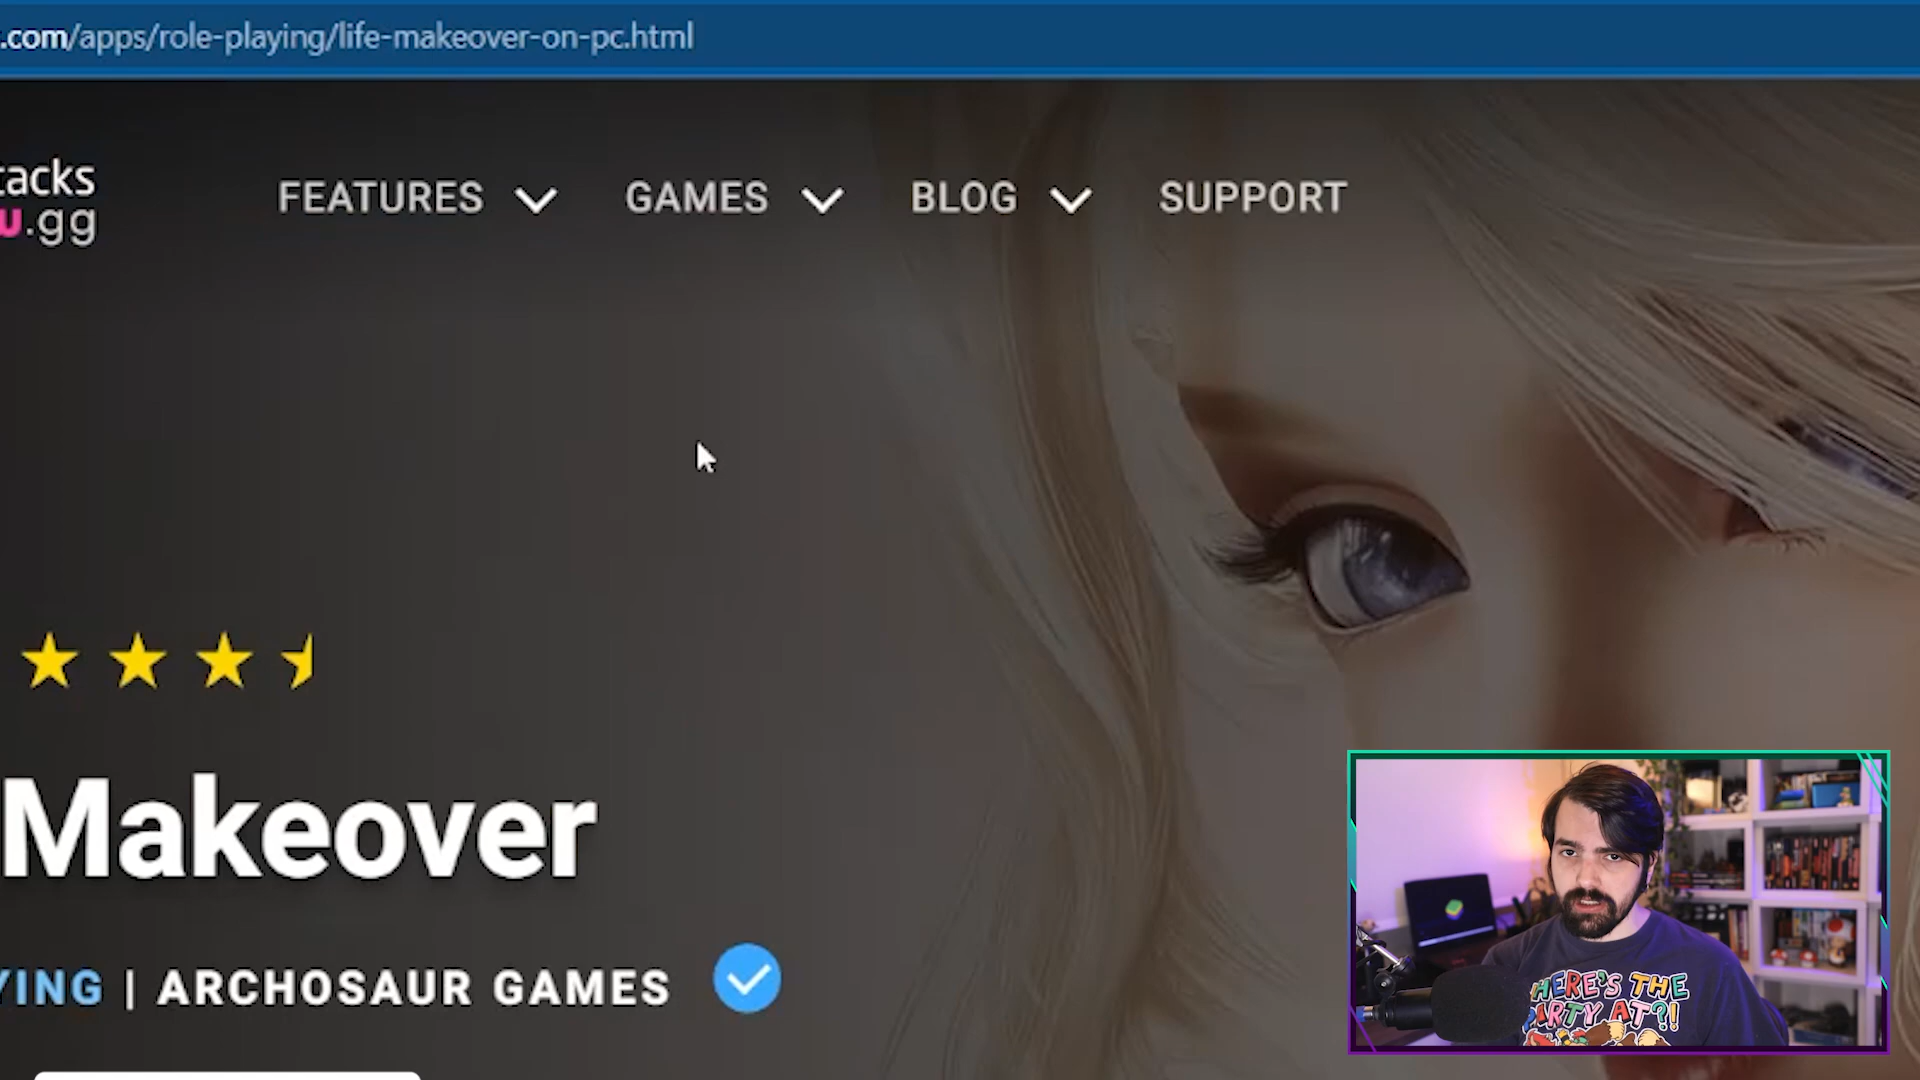 .com/apps/role-playing/life-makeover-on-pc.html
tacks
u.gg
FEATURES
GAMES
BLOG
SUPPORT
Makeover
YING | ARCHOSAUR GAMES
HERE'S THE
PARTY AT?!